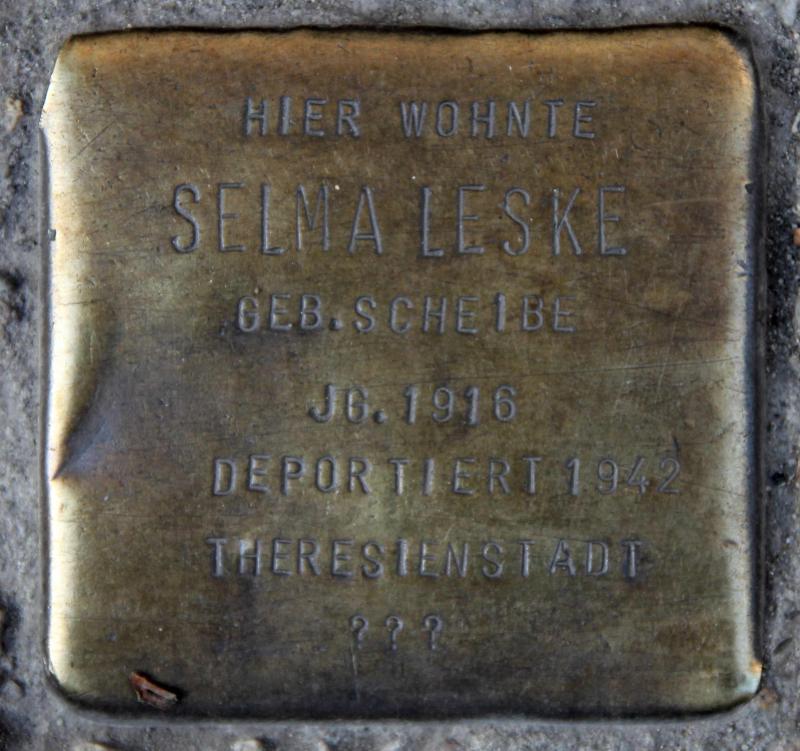 HIER WOHNTE
SELMA LESKE
GEB. SCHEIBE
JG. 1916
DEPORTIERT 1942
THERESIENSTADT
???